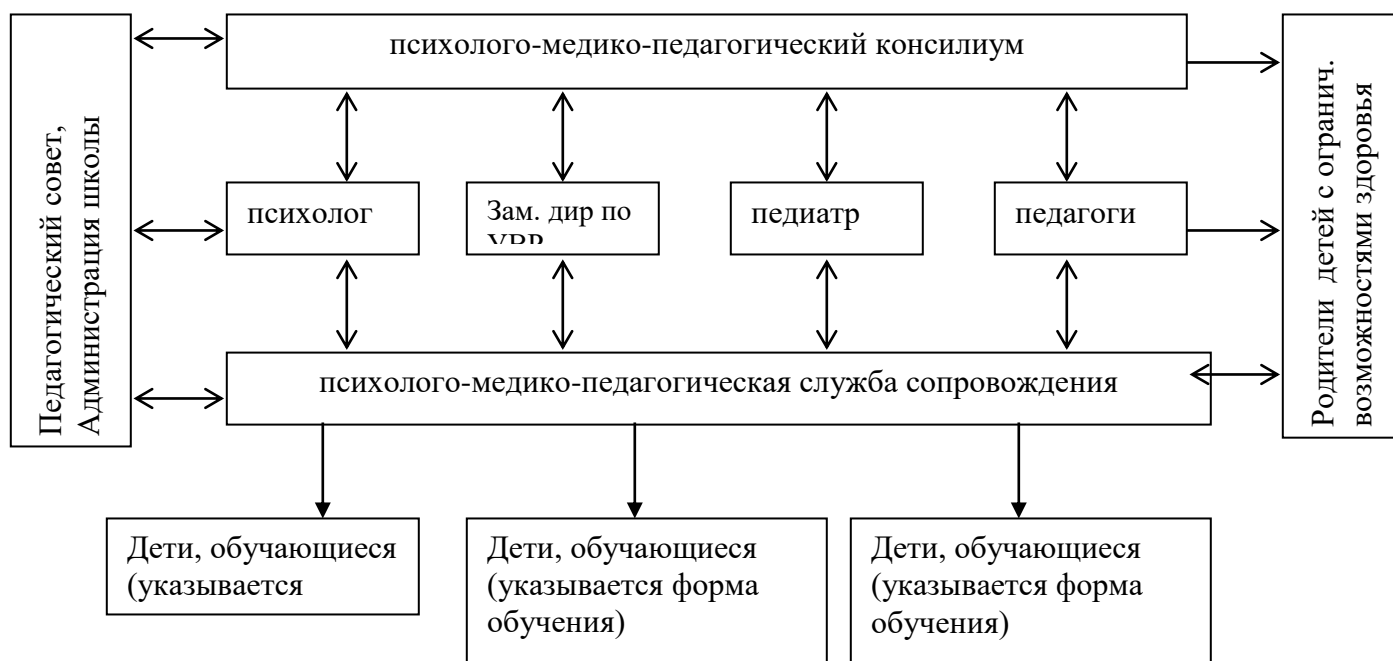 психолого-медико-педагогический консилиум
Педагогический совет,
Администрация школы
Родители детей с огранич.
возможностями здоровья
психолог
Зам. дир по
УВР
педиатр
педагоги
психолого-медико-педагогическая служба сопровождения
Дети, обучающиеся
(указывается
Дети, обучающиеся
(указывается форма
обучения)
Дети, обучающиеся
(указывается форма
обучения)